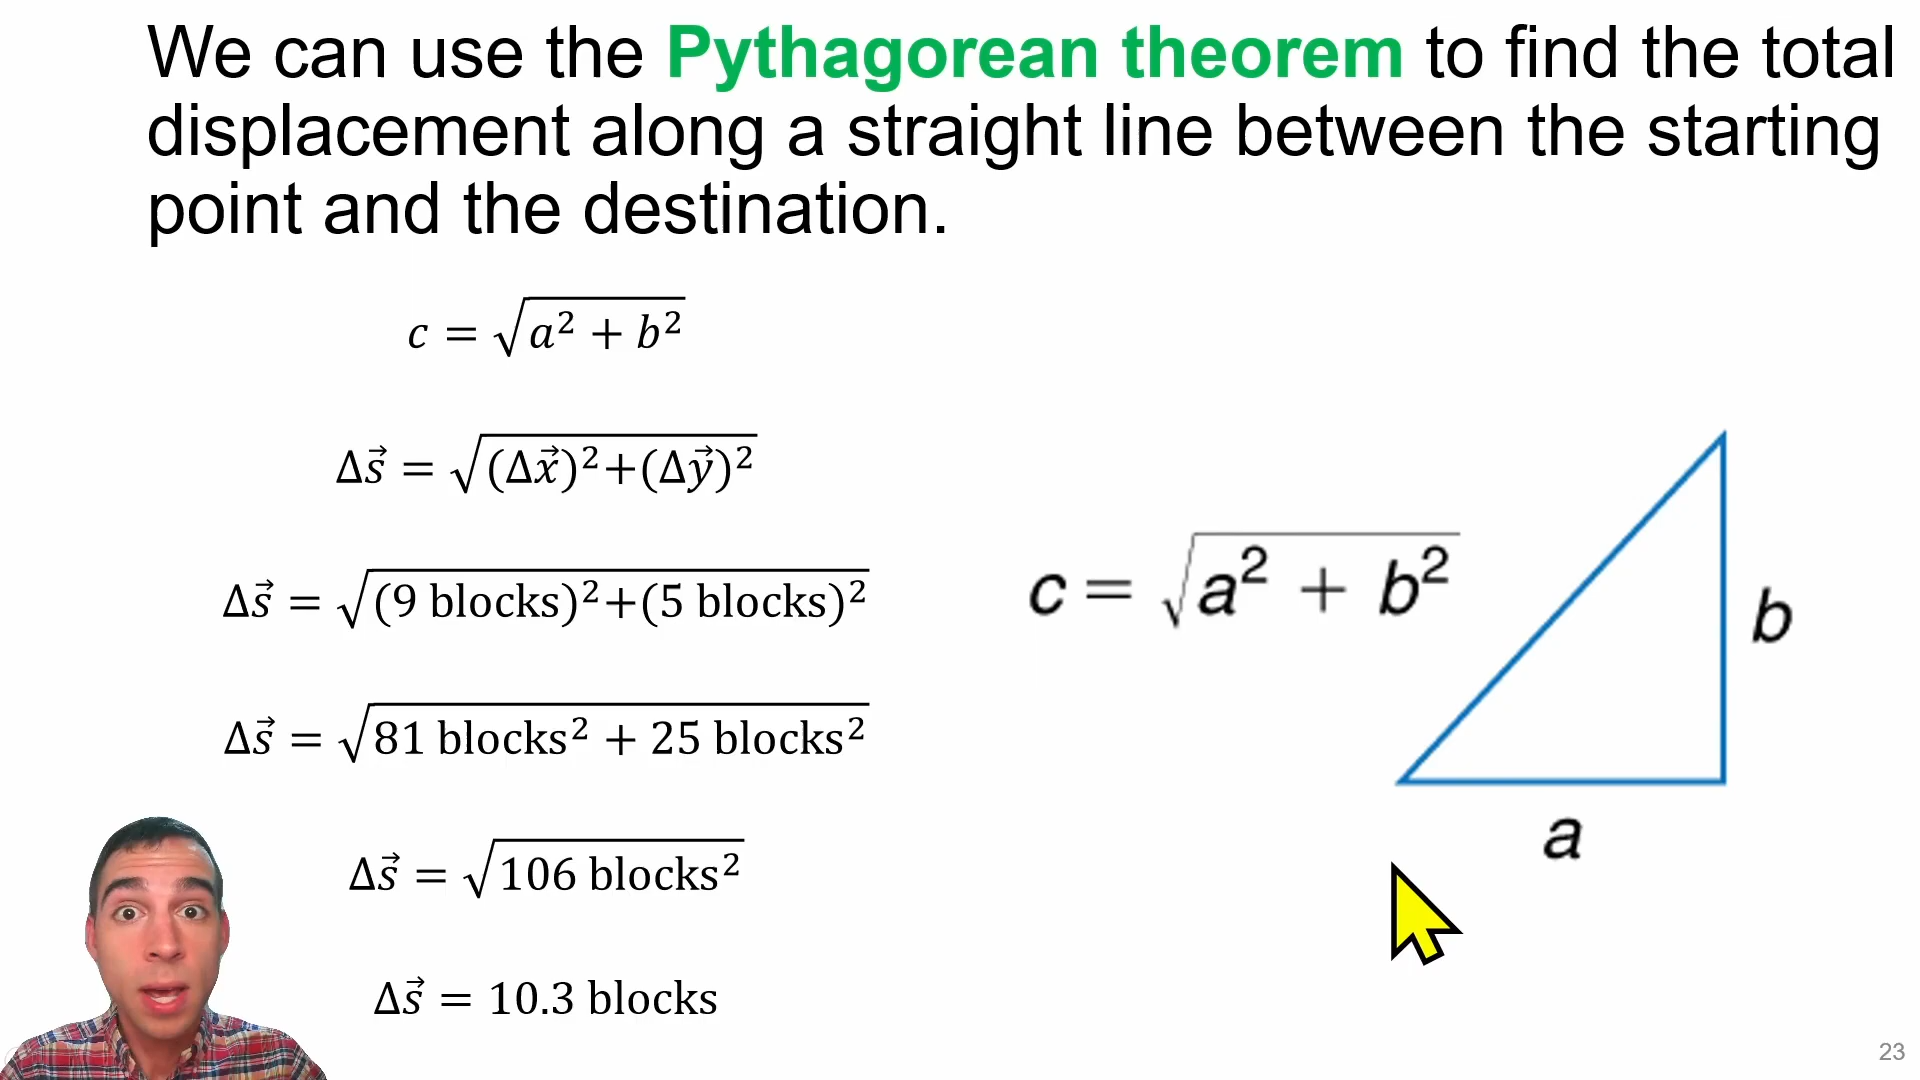 We can use the Pythagorean theorem to find the total
displacement along a straight line between the starting
point and the destination.
c = √(a² + b²)
Δs⃗ = √((Δx⃗)²+(Δy⃗)²)
Δs⃗ = √((9 blocks)²+(5 blocks)²)
Δs⃗ = √(81 blocks² + 25 blocks²)
Δs⃗ = √(106 blocks²)
Δs⃗ = 10.3 blocks
c = √(a² + b²)
b
a
23